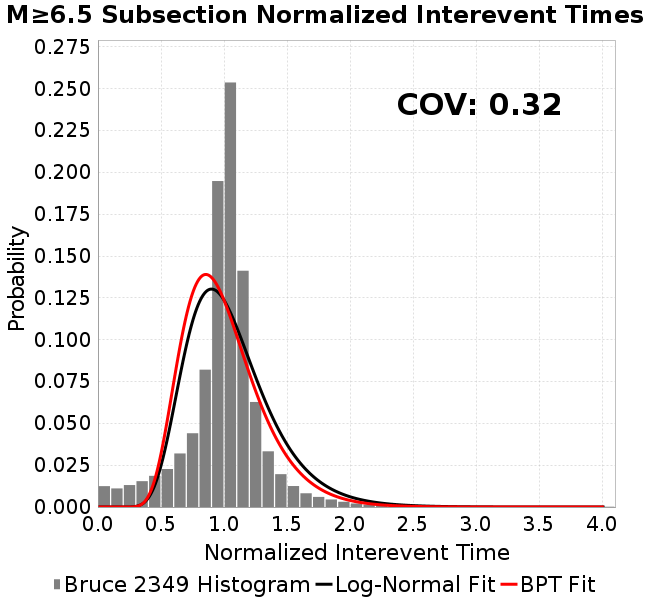 M≥6.5 Subsection Normalized Interevent Times
COV: 0.32
Probability
0.275
0.250
0.225
0.200
0.175
0.150
0.125
0.100
0.075
0.050
0.025
0.000
0.0 0.5 1.0 1.5 2.0 2.5 3.0 3.5 4.0
Normalized Interevent Time
Bruce 2349 Histogram Log-Normal Fit BPT Fit